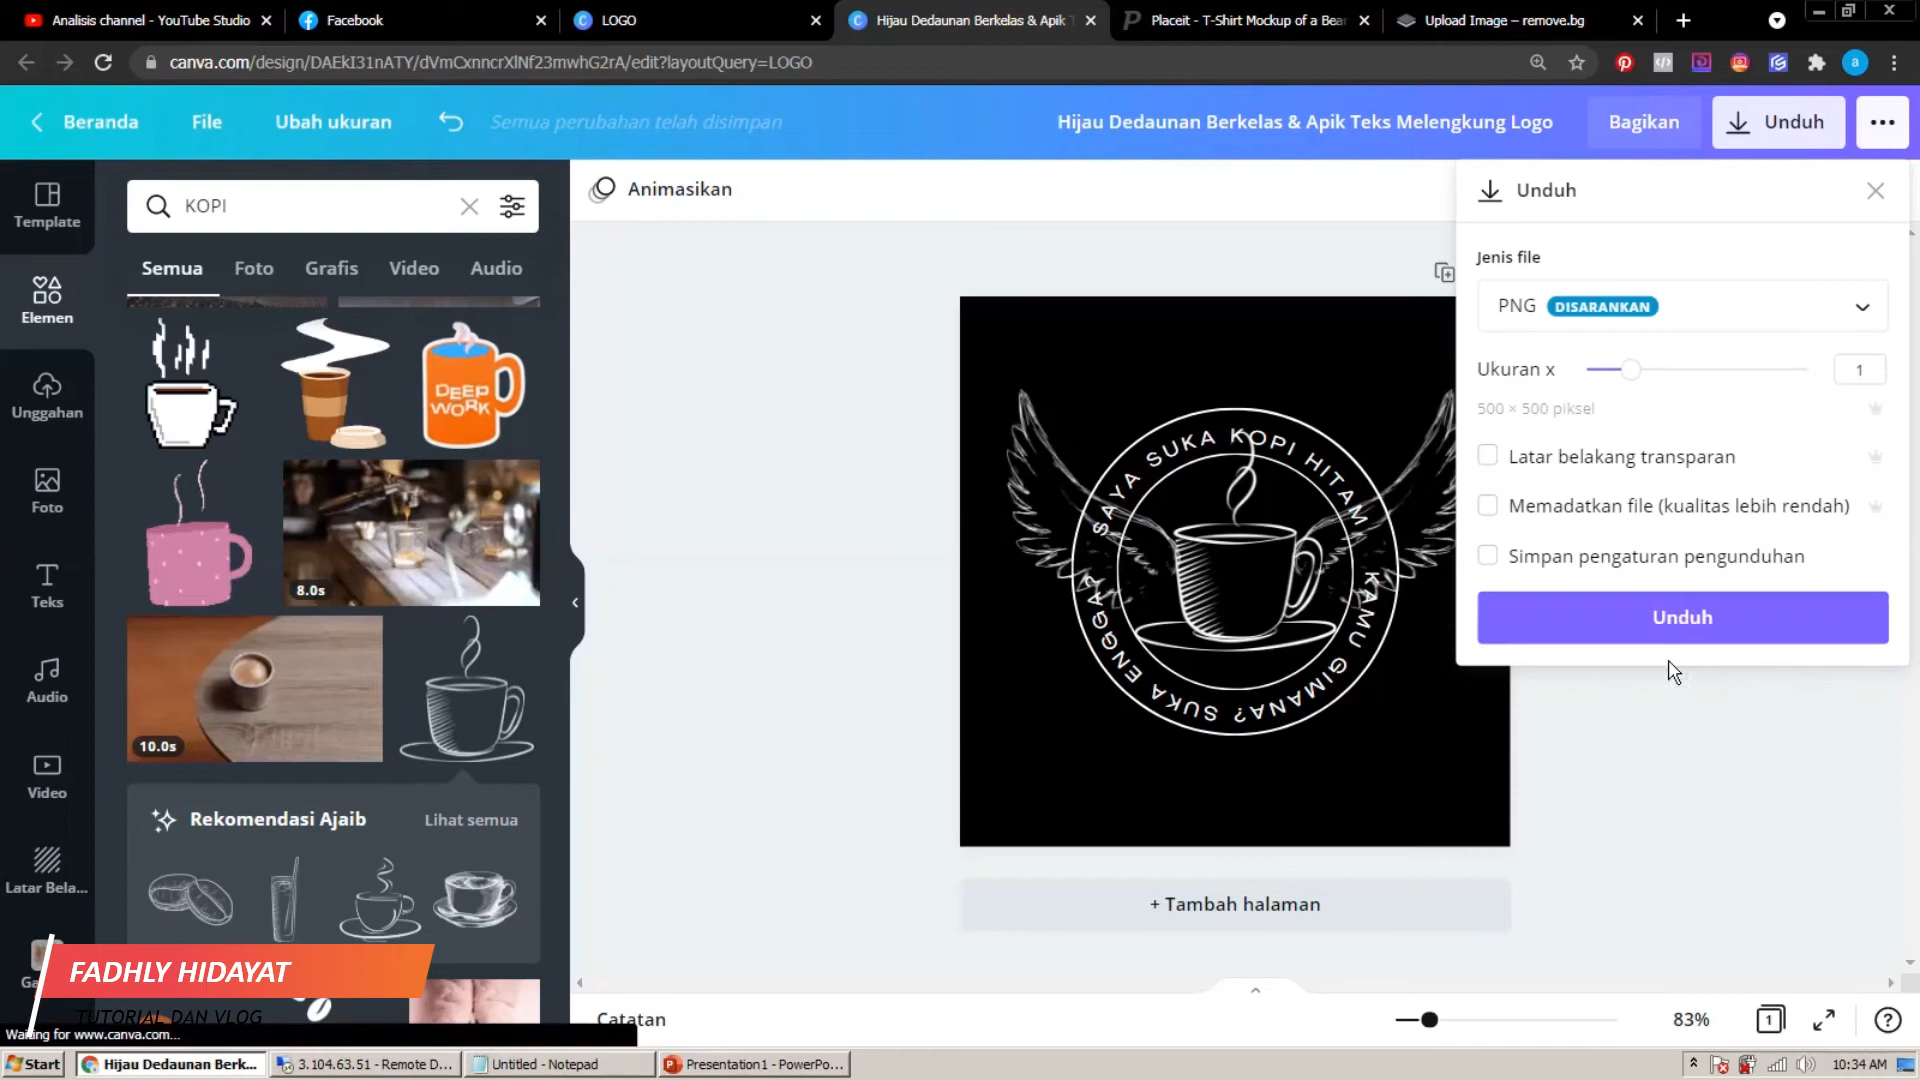 Analisis channel - YouTube Studio
Facebook
LOGO
Hijau Dedaunan Berkelas & Apik T
Placeit - T-Shirt Mockup of a Bear
Upload Image – remove.bg
canva.com/design/DAEkI31nATY/dVmCxnncrXlNf23mwhG2rA/edit?layoutQuery=LOGO
a
Beranda
File
Ubah ukuran
Semua perubahan telah disimpan
Hijau Dedaunan Berkelas & Apik Teks Melengkung Logo
Bagikan
Unduh
Template
Elemen
Unggahan
Foto
Teks
Audio
Video
Latar Bela...
KOPI
Semua
Foto
Grafis
Video
Audio
DEEP
WORK
8.0s
10.0s
Rekomendasi Ajaib
Lihat semua
Animasikan
SAYA SUKA KOPI HITAM
KAMU GIMANA? SUKA ENGGA?
+ Tambah halaman
Unduh
Jenis file
PNG DISARANKAN
Ukuran x
1
500 × 500 piksel
Latar belakang transparan
Memadatkan file (kualitas lebih rendah)
Simpan pengaturan pengunduhan
Unduh
FADHLY HIDAYAT
TUTORIAL DAN VLOG
Waiting for www.canva.com...
Catatan
83%
1
Start
Hijau Dedaunan Berk...
3.104.63.51 - Remote D...
Untitled - Notepad
Presentation1 - PowerPo...
10:34 AM